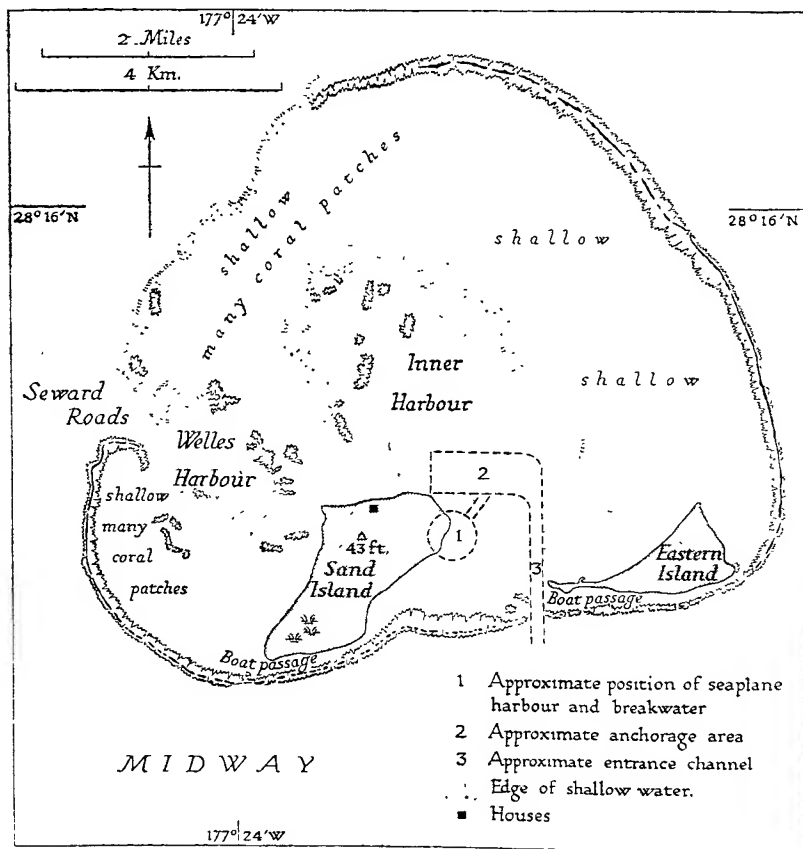 177° 24′W
2 Miles
4 Km.
28° 16′N
28° 16′N
shallow
many coral patches
shallow
shallow
Inner
Harbour
Seward
Roads
Welles
Harbour
shallow
many
coral
patches
2
1
3
43 ft.
Sand
Island
Eastern
Island
Boat passage
Boat passage
MIDWAY
1 Approximate position of seaplane
harbour and breakwater
2 Approximate anchorage area
3 Approximate entrance channel
Edge of shallow water.
Houses
177° 24′W